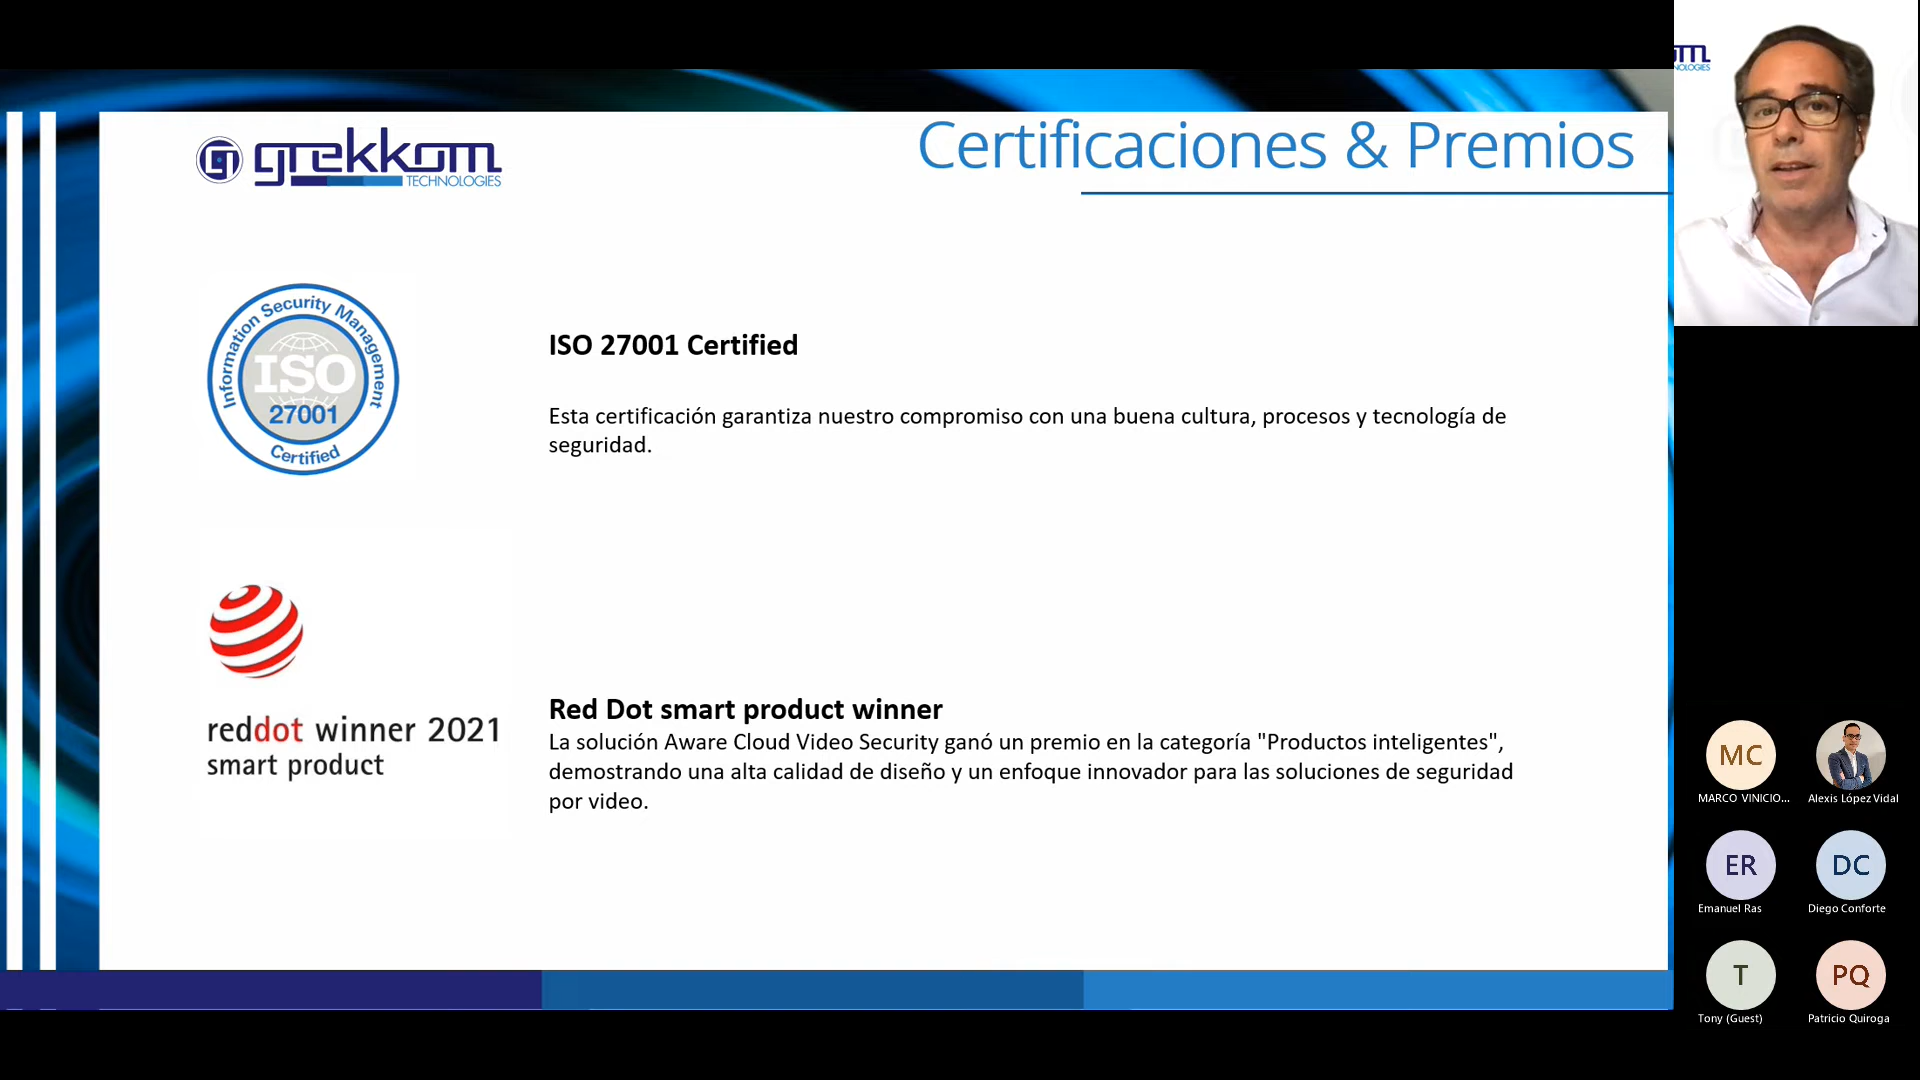 grekkom
TECHNOLOGIES
Certificaciones & Premios
Information Security Management
ISO
27001
Certified
ISO 27001 Certified
Esta certificación garantiza nuestro compromiso con una buena cultura, procesos y tecnología de
seguridad.
reddot winner 2021
smart product
Red Dot smart product winner
La solución Aware Cloud Video Security ganó un premio en la categoría "Productos inteligentes",
demostrando una alta calidad de diseño y un enfoque innovador para las soluciones de seguridad
por video.
MC
MARCO VINICIO...
Alexis López Vidal
ER
Emanuel Ras
DC
Diego Conforte
T
Tony (Guest)
PQ
Patricio Quiroga